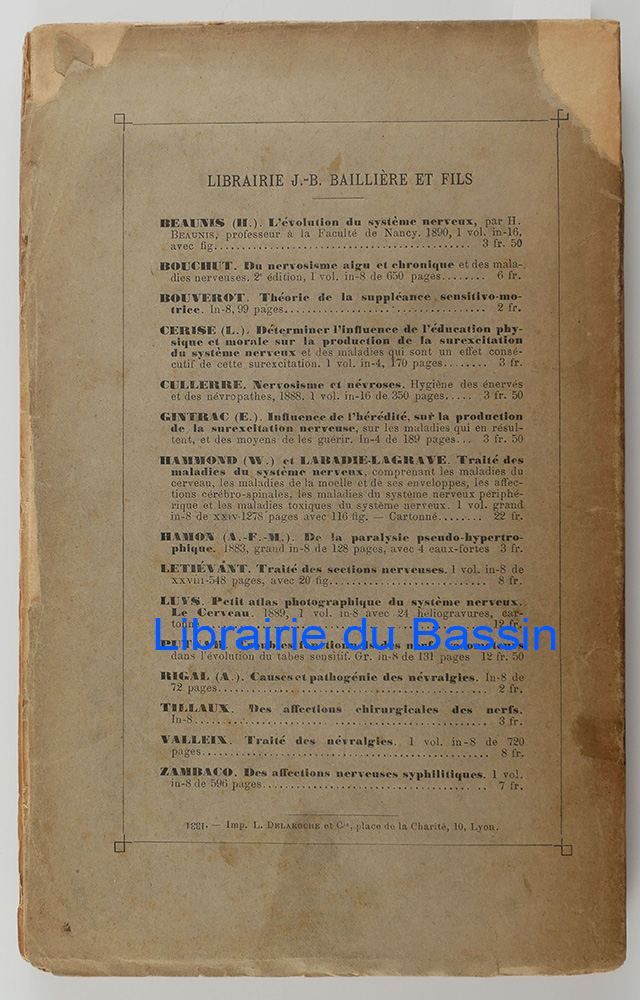 LIBRAIRIE J.-B. BAILLIÈRE ET FILS
BEAUNIS (H.). L'évolution du système nerveux, par H.
BEAUNIS, professeur à la Faculté de Nancy. 1890, 1 vol. in-16,
avec fig. 3 fr. 50
BOUCHUT. Du nervosisme aigu et chronique et des mala-
dies nerveuses. 2e édition, 1 vol. in-8 de 650 pages........ 6 fr.
BOUVEROT. Théorie de la suppléance sensitivo-mo-
trice. In-8, 99 pages........ 2 fr.
CERISE (L.). Déterminer l'influence de l'éducation phy-
sique et morale sur la production de la surexcitation
du système nerveux et des maladies qui sont un effet consé-
cutif de cette surexcitation. 1 vol. in-4, 170 pages........ 3 fr.
CULLERRE. Nervosisme et névroses. Hygiène des énervés
et des névropathes, 1888. 1 vol. in-16 de 350 pages..... 3 fr. 50
GINTRAC (E.). Influence de l'hérédité, sur la production
de la surexcitation nerveuse, sur les maladies qui en résul-
tent, et des moyens de les guérir. In-4 de 189 pages... 3 fr. 50
HAMMOND (W.) et LABADIE-LAGRAVE. Traité des
maladies du système nerveux, comprenant les maladies du
cerveau, les maladies de la moelle et de ses enveloppes, les affec-
tions cérébro-spinales, les maladies du système nerveux périphé-
rique et les maladies toxiques du système nerveux. 1 vol. grand
in-8 de XXIV-1278 pages avec 116 fig. — Cartonné........ 22 fr.
HAMON (A.-F.-M.). De la paralysie pseudo-hypertro-
phique. 1883, grand in-8 de 128 pages, avec 4 eaux-fortes 3 fr.
LETIÉVANT. Traité des sections nerveuses. 1 vol. in-8 de
XXVIII-548 pages, avec 20 fig........ 8 fr.
LUYS. Petit atlas photographique du système nerveux.
Le Cerveau. 1889, 1 vol. in-8 avec 24 héliogravures, car-
tonné 12 fr.
Librairie du Bassin
dans l'évolution du tabes sensitif. Gr. in-8 de 131 pages 12 fr. 50
RIGAL (A.). Causes et pathogénie des névralgies. In-8 de
72 pages........ 2 fr.
TILLAUX. Des affections chirurgicales des nerfs.
In-8........ 3 fr.
VALLEIX. Traité des névralgies. 1 vol. in-8 de 720
pages........ 8 fr.
ZAMBACO. Des affections nerveuses syphilitiques. 1 vol.
in-8 de 596 pages........ 7 fr.
1881. — Imp. L. DELAROCHE et Cie, place de la Charité, 10, Lyon.